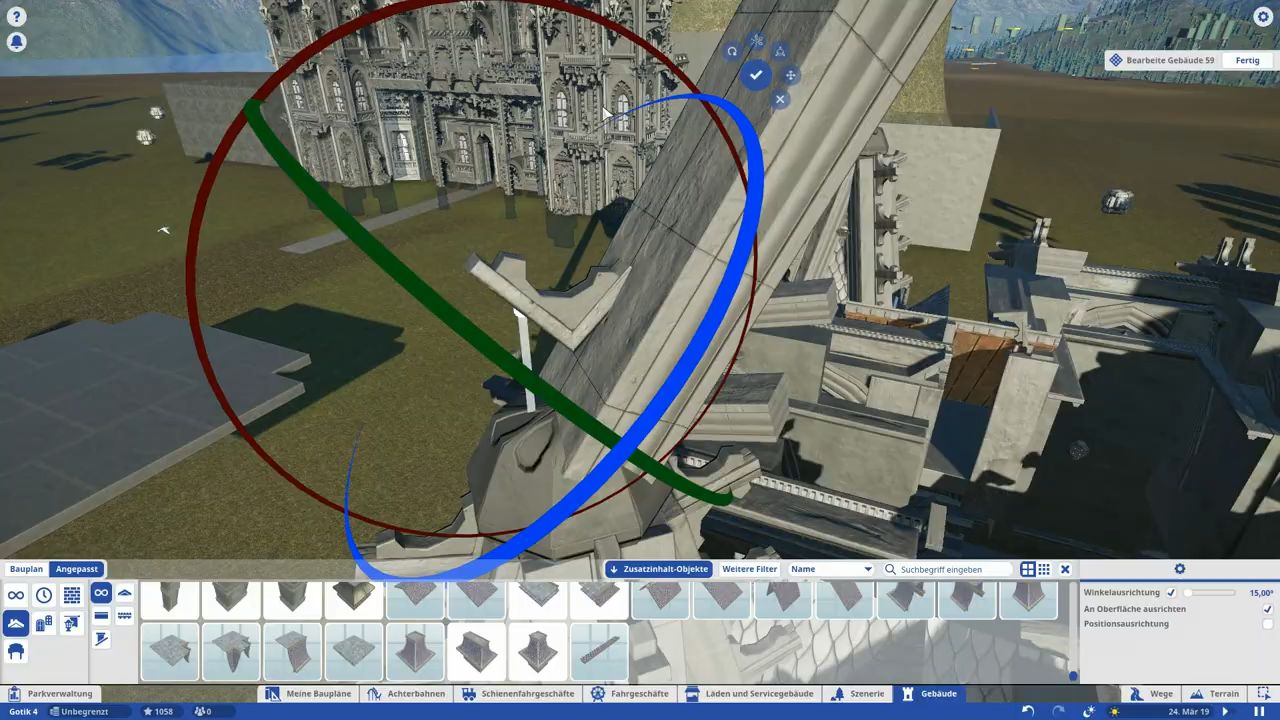 Bearbeite Gebäude 59 Fertig
Bauplan Angepasst Zusatzinhalt-Objekte Weitere Filter Name Suchbegriff eingeben
Winkelausrichtung 15,00°
An Oberfläche ausrichten
Positionsausrichtung
Parkverwaltung Meine Baupläne Achterbahnen Schienenfahrgeschäfte Fahrgeschäfte Läden und Servicegebäude Szenerie Gebäude Wege Terrain
Gotik 4 Unbegrenzt 1058 0 24. Mär 19